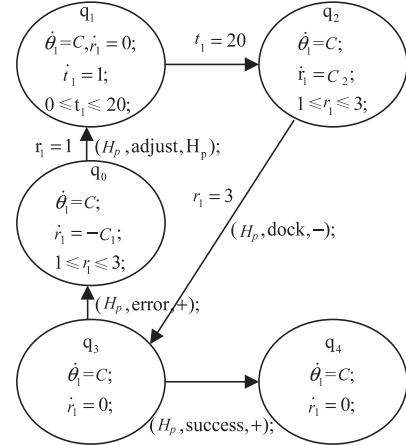 q₁
θ̇₁=C,ṙ₁=0;
ṫ₁=1;
0≤t₁≤20;
t₁=20
q₂
θ̇₁=C;
ṙ₁=C₂;
1≤r₁≤3;
r₁=1
(Hₚ,adjust,Hₚ);
q₀
θ̇₁=C;
ṙ₁=−C₁;
1≤r₁≤3;
r₁=3
(Hₚ,dock,−);
(Hₚ,error,+);
q₃
θ̇₁=C;
ṙ₁=0;
(Hₚ,success,+);
q₄
θ̇₁=C;
ṙ₁=0;